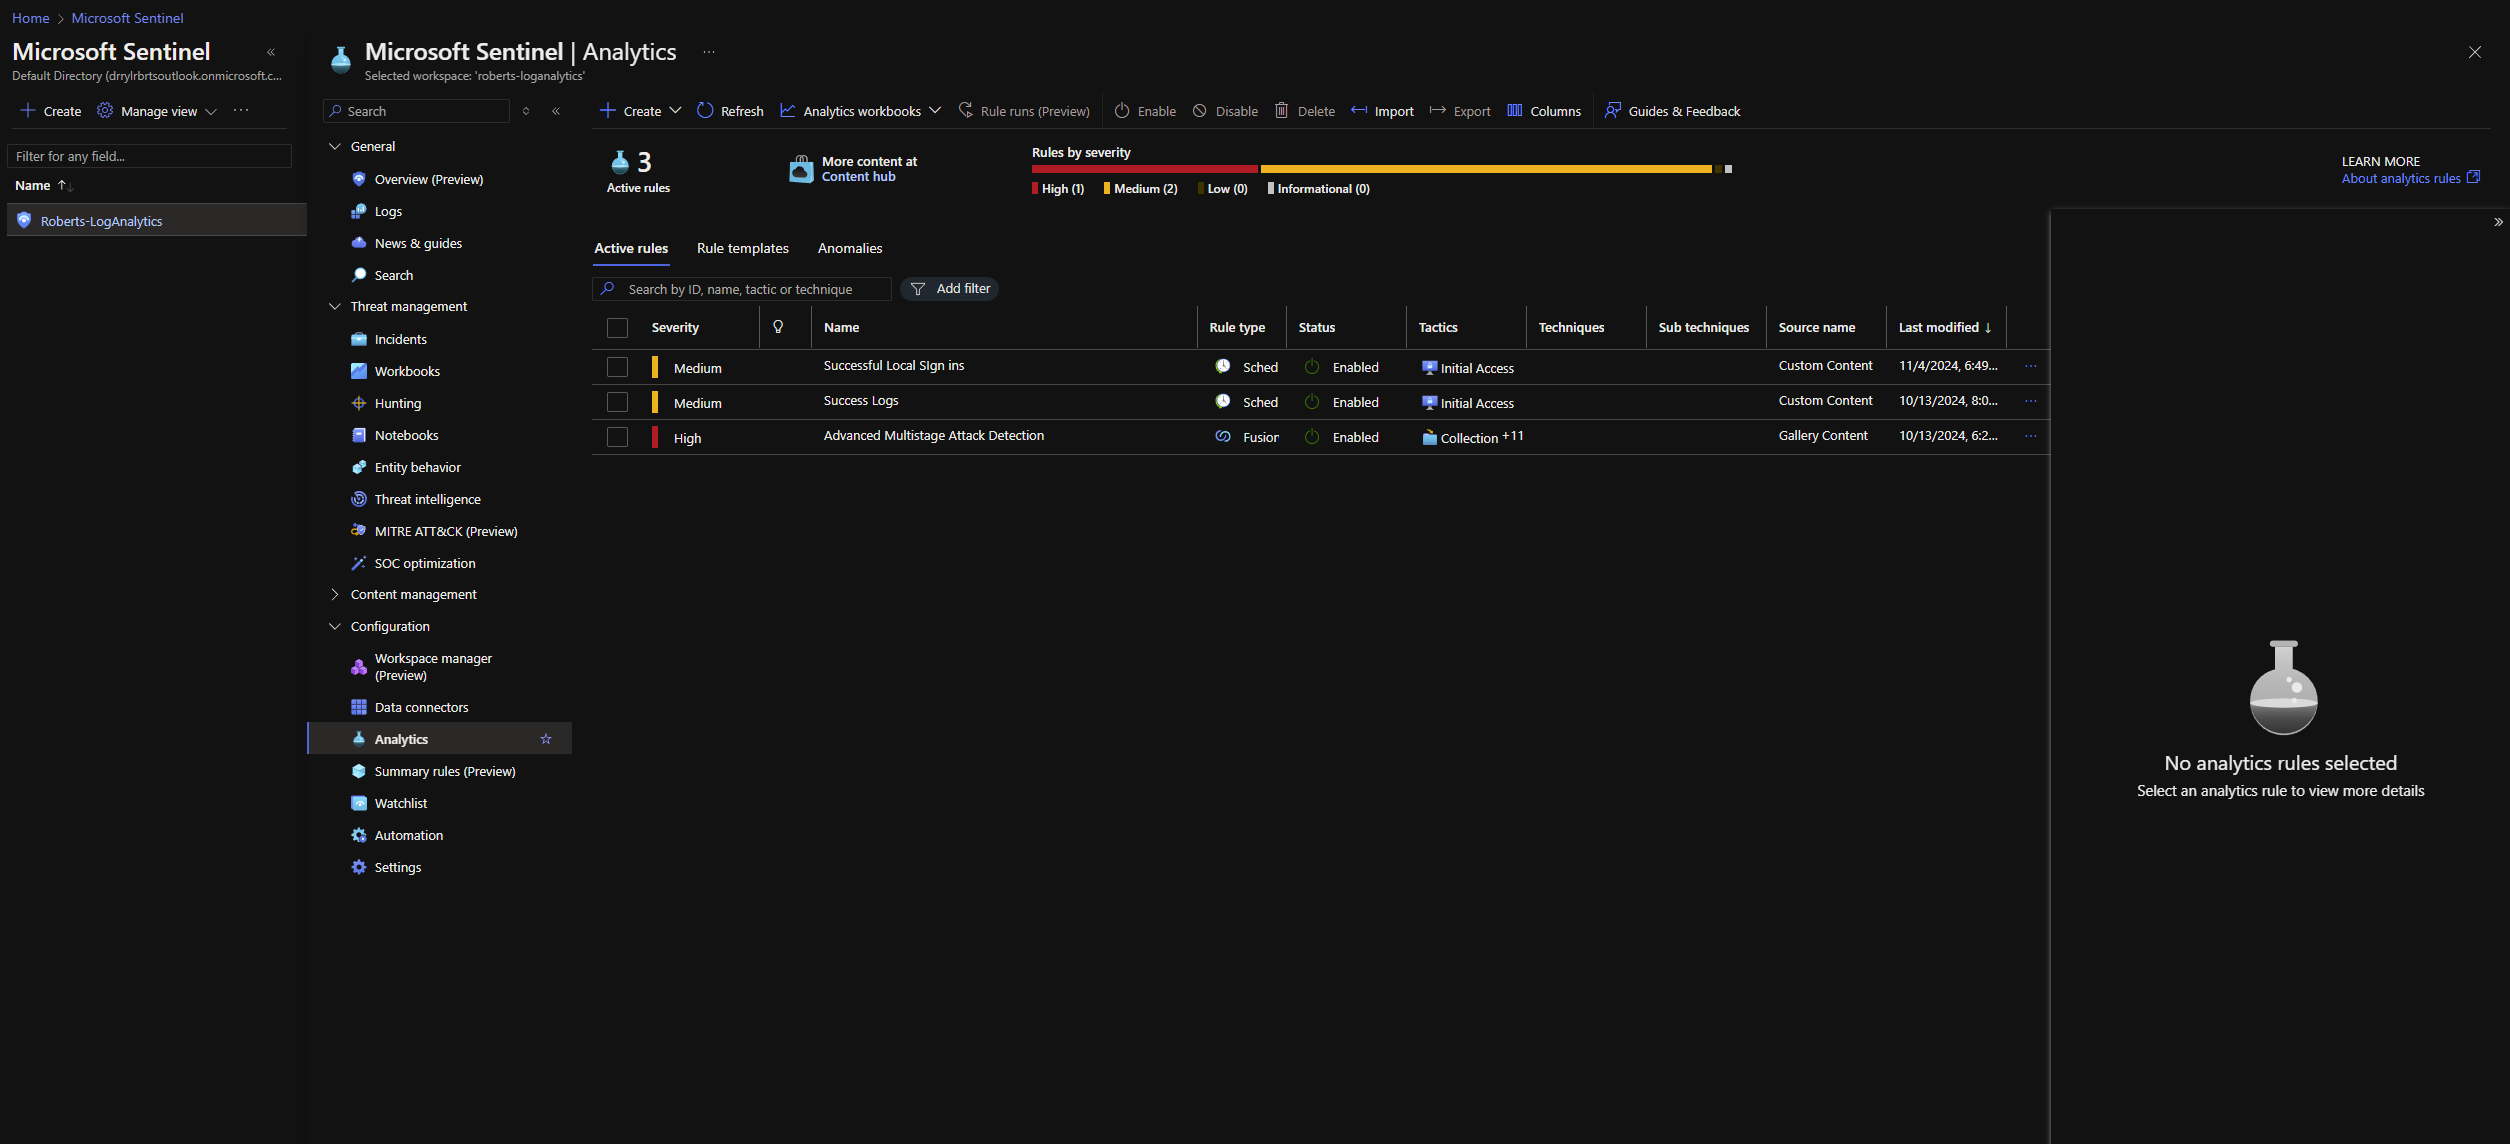 Home > Microsoft Sentinel
Microsoft Sentinel
Default Directory (drrylrbrtsoutlook.onmicrosoft.c...
Create
Manage view
Filter for any field...
Name
Roberts-LogAnalytics
Microsoft Sentinel | Analytics
Selected workspace: 'roberts-loganalytics'
Search
General
Overview (Preview)
Logs
News & guides
Search
Threat management
Incidents
Workbooks
Hunting
Notebooks
Entity behavior
Threat intelligence
MITRE ATT&CK (Preview)
SOC optimization
Content management
Configuration
Workspace manager
(Preview)
Data connectors
Analytics
Summary rules (Preview)
Watchlist
Automation
Settings
Create
Refresh
Analytics workbooks
Rule runs (Preview)
Enable
Disable
Delete
Import
Export
Columns
Guides & Feedback
3
Active rules
More content at
Content hub
Rules by severity
High (1) Medium (2) Low (0) Informational (0)
LEARN MORE
About analytics rules
Active rules Rule templates Anomalies
Search by ID, name, tactic or technique
Add filter
Severity Name Rule type Status Tactics Techniques Sub techniques Source name Last modified ↓
Medium Successful Local SIgn ins Sched Enabled Initial Access Custom Content 11/4/2024, 6:49...
Medium Success Logs Sched Enabled Initial Access Custom Content 10/13/2024, 8:0...
High Advanced Multistage Attack Detection Fusion Enabled Collection +11 Gallery Content 10/13/2024, 6:2...
No analytics rules selected
Select an analytics rule to view more details